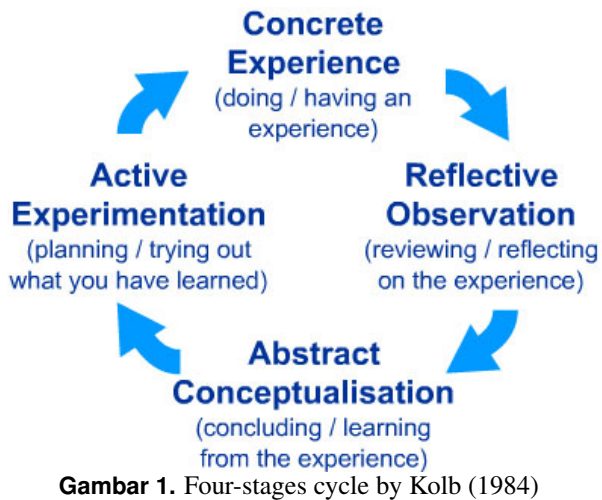 Concrete
Experience
(doing / having an
experience)
Reflective
Observation
(reviewing / reflecting
on the experience)
Abstract
Conceptualisation
(concluding / learning
from the experience)
Active
Experimentation
(planning / trying out
what you have learned)
Gambar 1. Four-stages cycle by Kolb (1984)